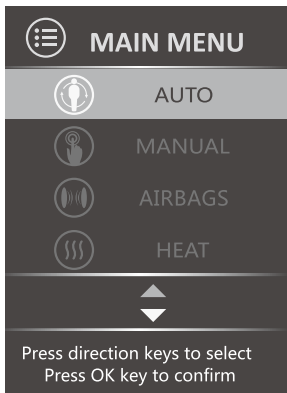 MAIN MENU
AUTO
MANUAL
AIRBAGS
HEAT
Press direction keys to select
Press OK key to confirm